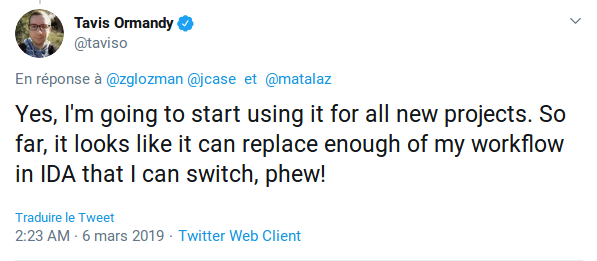 Tavis Ormandy
@taviso
En réponse à @zglozman @jcase et @matalaz
Yes, I'm going to start using it for all new projects. So
far, it looks like it can replace enough of my workflow
in IDA that I can switch, phew!
Traduire le Tweet
2:23 AM · 6 mars 2019 · Twitter Web Client